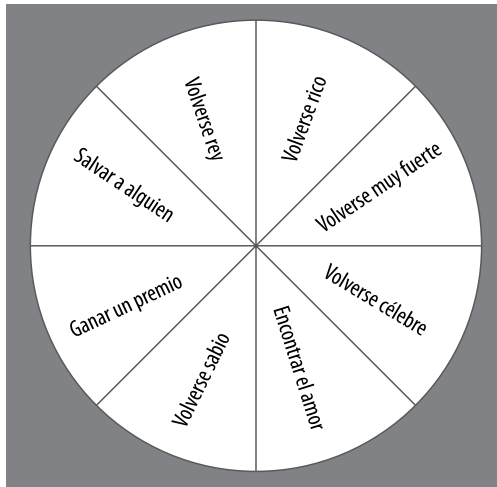 Volverse rey
Volverse rico
Volverse muy fuerte
Volverse célebre
Encontrar el amor
Volverse sabio
Ganar un premio
Salvar a alguien